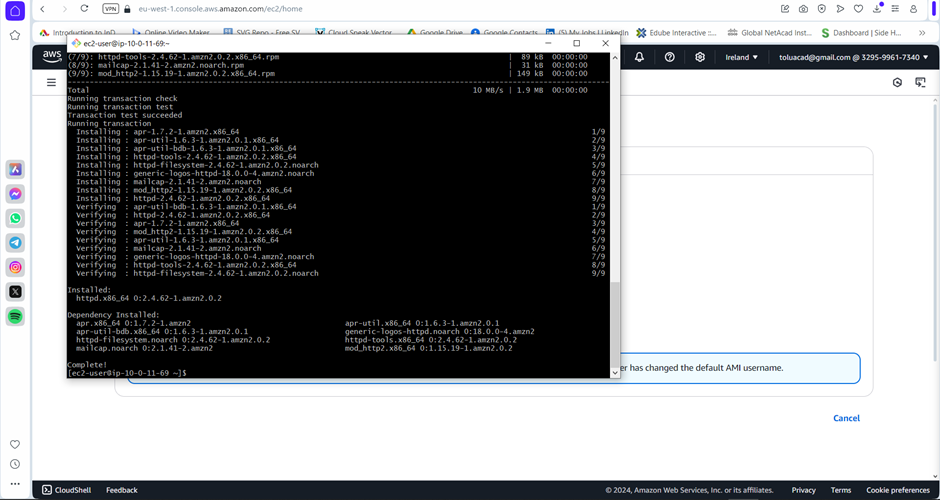 VPN
eu-west-1.console.aws.amazon.com/ec2/home
Introduction to InD
Online Video Maker
SVG Repo - Free SV
Cloud Speak Vector
Google Drive
Google Contacts
(5) My Jobs | LinkedIn
Edube Interactive ::
Global NetAcad Inst...
Dashboard | Side H...
aws
Ireland
toluacad@gmail.com @ 3295-9961-7340
ec2-user@ip-10-0-11-69:~
(7/9): httpd-tools-2.4.62-1.amzn2.0.2.x86_64.rpm | 89 kB 00:00:00
(8/9): mailcap-2.1.41-2.amzn2.noarch.rpm | 31 kB 00:00:00
(9/9): mod_http2-1.15.19-1.amzn2.0.2.x86_64.rpm | 149 kB 00:00:00
Total 10 MB/s | 1.9 MB 00:00:00
Running transaction check
Running transaction test
Transaction test succeeded
Running transaction
Installing : apr-1.7.2-1.amzn2.x86_64 1/9
Installing : apr-util-1.6.3-1.amzn2.0.1.x86_64 2/9
Installing : apr-util-bdb-1.6.3-1.amzn2.0.1.x86_64 3/9
Installing : httpd-tools-2.4.62-1.amzn2.0.2.x86_64 4/9
Installing : httpd-filesystem-2.4.62-1.amzn2.0.2.noarch 5/9
Installing : generic-logos-httpd-18.0.0-4.amzn2.noarch 6/9
Installing : mailcap-2.1.41-2.amzn2.noarch 7/9
Installing : mod_http2-1.15.19-1.amzn2.0.2.x86_64 8/9
Installing : httpd-2.4.62-1.amzn2.0.2.x86_64 9/9
Verifying : apr-util-bdb-1.6.3-1.amzn2.0.1.x86_64 1/9
Verifying : httpd-2.4.62-1.amzn2.0.2.x86_64 2/9
Verifying : apr-1.7.2-1.amzn2.x86_64 3/9
Verifying : mod_http2-1.15.19-1.amzn2.0.2.x86_64 4/9
Verifying : apr-util-1.6.3-1.amzn2.0.1.x86_64 5/9
Verifying : mailcap-2.1.41-2.amzn2.noarch 6/9
Verifying : generic-logos-httpd-18.0.0-4.amzn2.noarch 7/9
Verifying : httpd-tools-2.4.62-1.amzn2.0.2.x86_64 8/9
Verifying : httpd-filesystem-2.4.62-1.amzn2.0.2.noarch 9/9
Installed:
httpd.x86_64 0:2.4.62-1.amzn2.0.2
Dependency Installed:
apr.x86_64 0:1.7.2-1.amzn2 apr-util.x86_64 0:1.6.3-1.amzn2.0.1
apr-util-bdb.x86_64 0:1.6.3-1.amzn2.0.1 generic-logos-httpd.noarch 0:18.0.0-4.amzn2
httpd-filesystem.noarch 0:2.4.62-1.amzn2.0.2 httpd-tools.x86_64 0:2.4.62-1.amzn2.0.2
mailcap.noarch 0:2.1.41-2.amzn2 mod_http2.x86_64 0:1.15.19-1.amzn2.0.2
Complete!
[ec2-user@ip-10-0-11-69 ~]$
er has changed the default AMI username.
Cancel
CloudShell
Feedback
© 2024, Amazon Web Services, Inc. or its affiliates.
Privacy
Terms
Cookie preferences